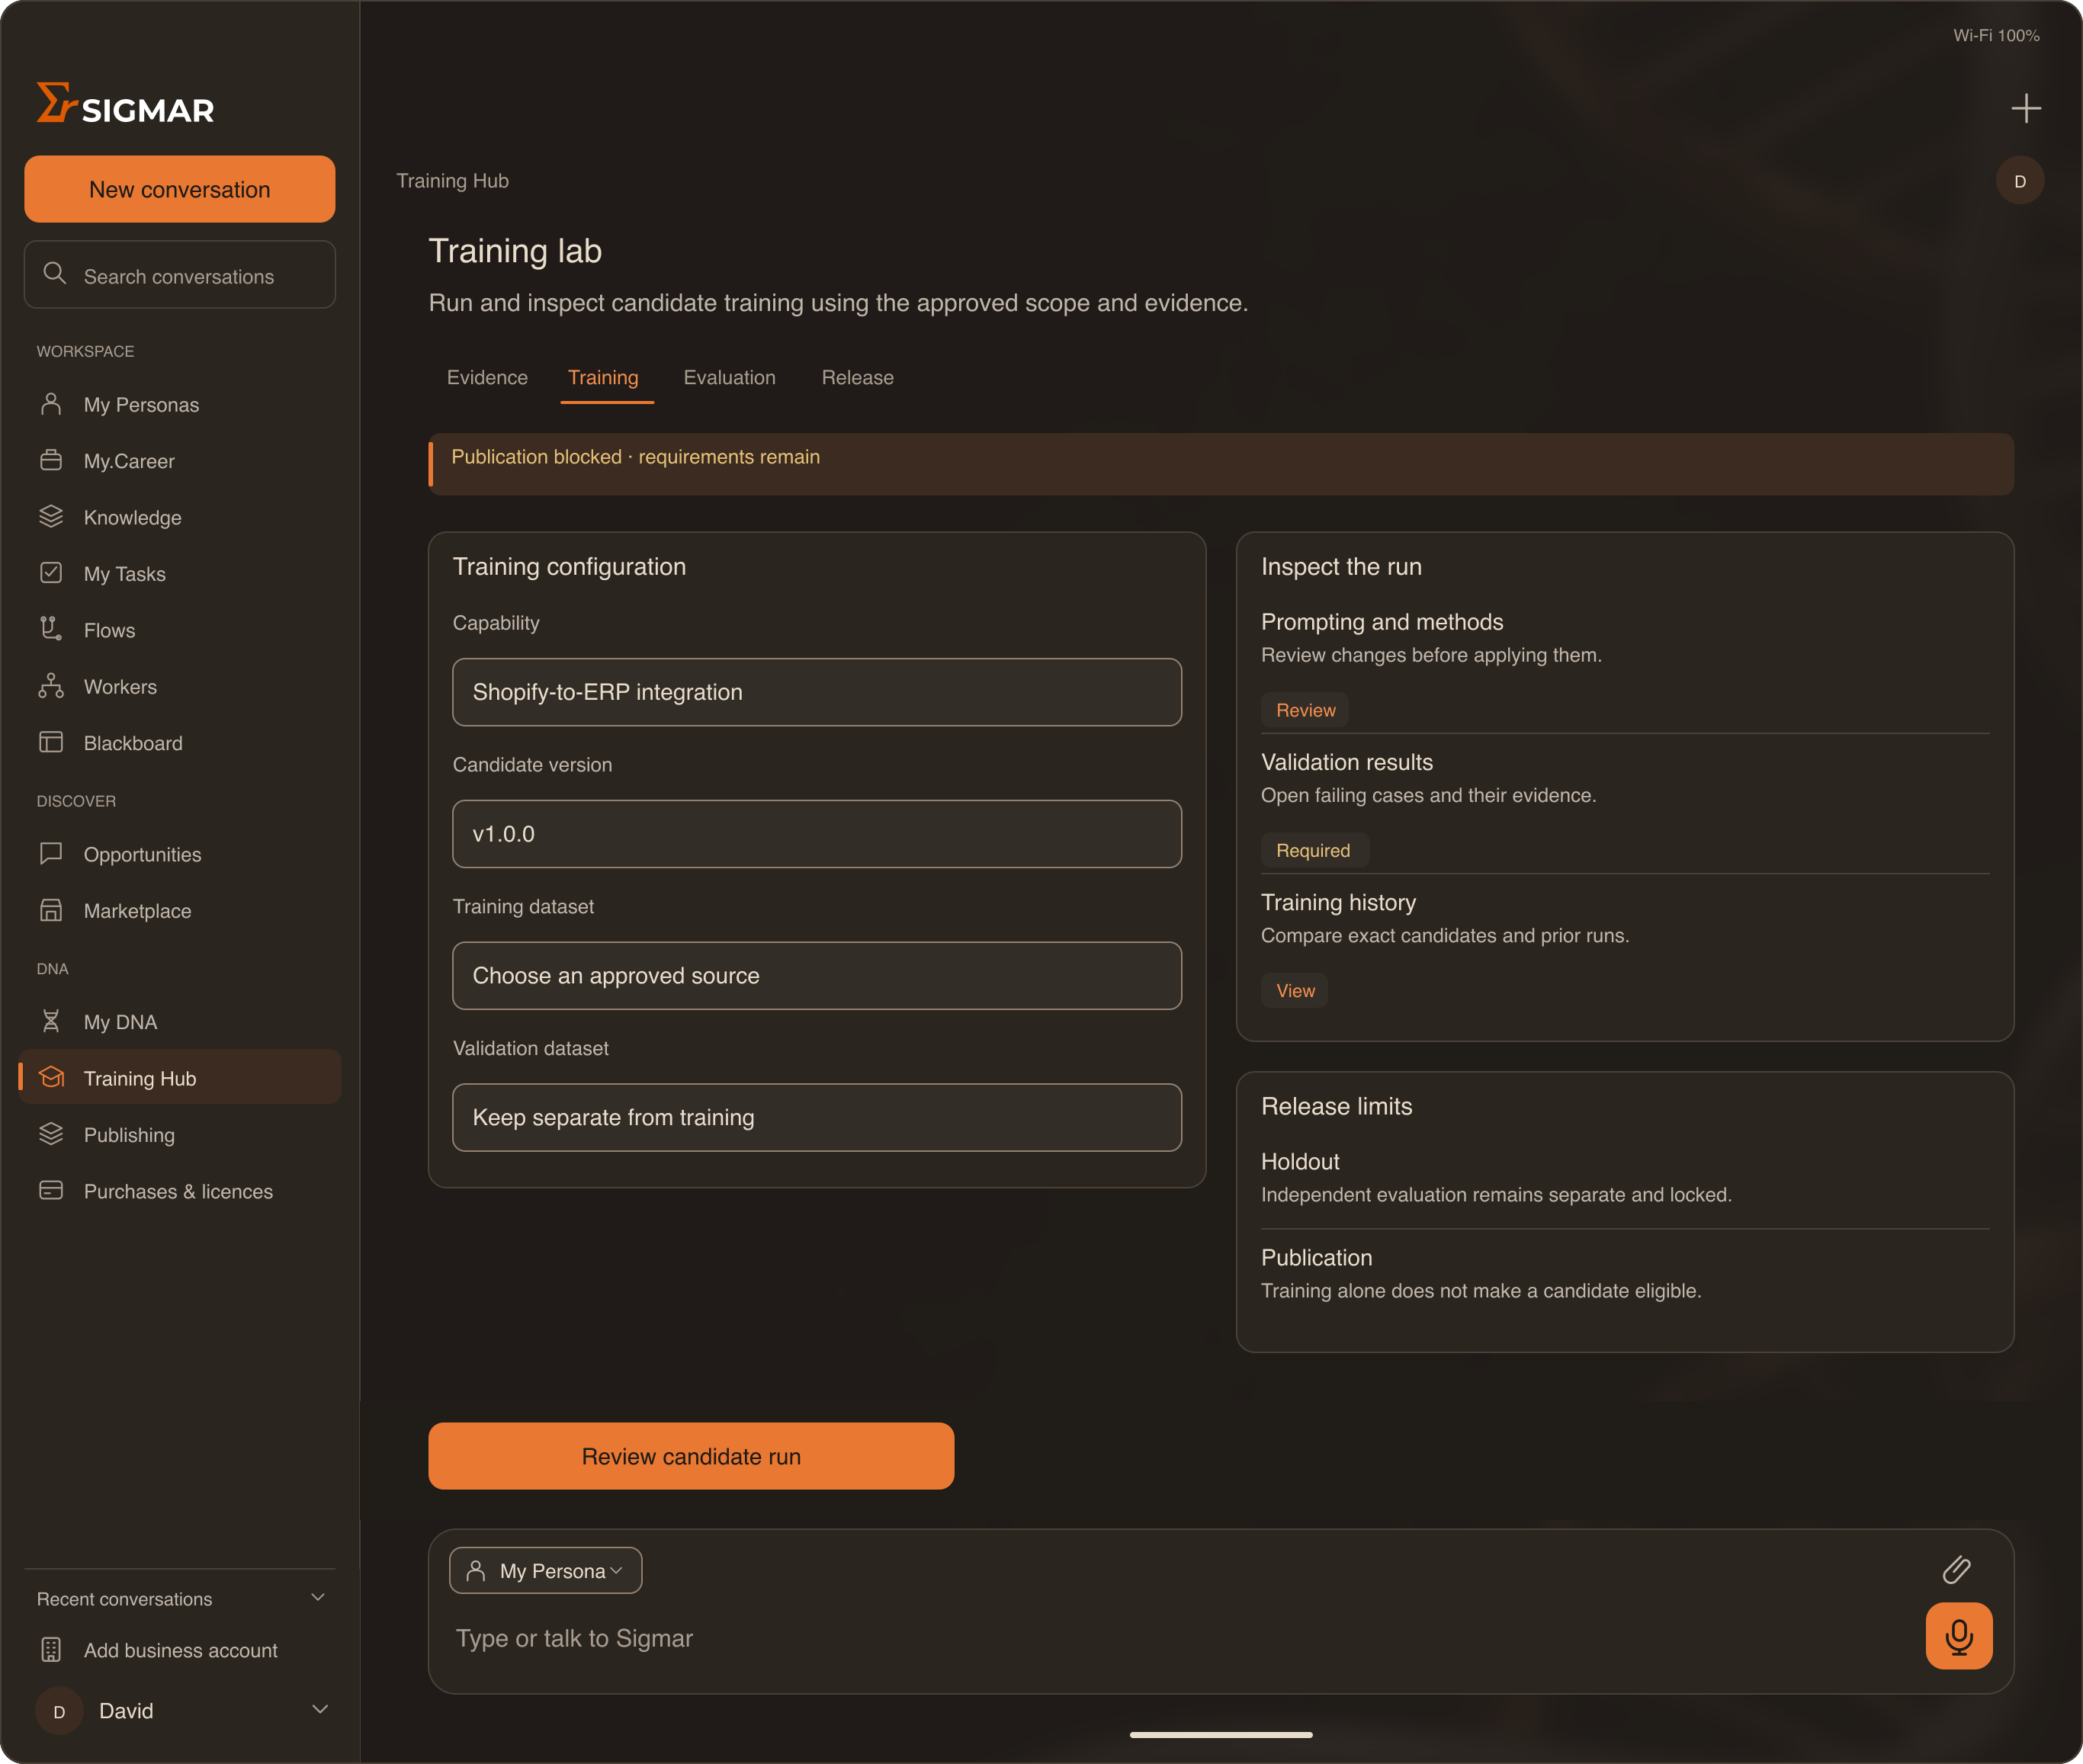 Wi-Fi 100%
Σr SIGMAR
New conversation
Search conversations
WORKSPACE
My Personas
My.Career
Knowledge
My Tasks
Flows
Workers
Blackboard
DISCOVER
Opportunities
Marketplace
DNA
My DNA
Training Hub
Publishing
Purchases & licences
Recent conversations
Add business account
D
David
Training Hub
D
Training lab
Run and inspect candidate training using the approved scope and evidence.
Evidence
Training
Evaluation
Release
Publication blocked · requirements remain
Training configuration
Capability
Shopify-to-ERP integration
Candidate version
v1.0.0
Training dataset
Choose an approved source
Validation dataset
Keep separate from training
Inspect the run
Prompting and methods
Review changes before applying them.
Review
Validation results
Open failing cases and their evidence.
Required
Training history
Compare exact candidates and prior runs.
View
Release limits
Holdout
Independent evaluation remains separate and locked.
Publication
Training alone does not make a candidate eligible.
Review candidate run
My Persona
Type or talk to Sigmar